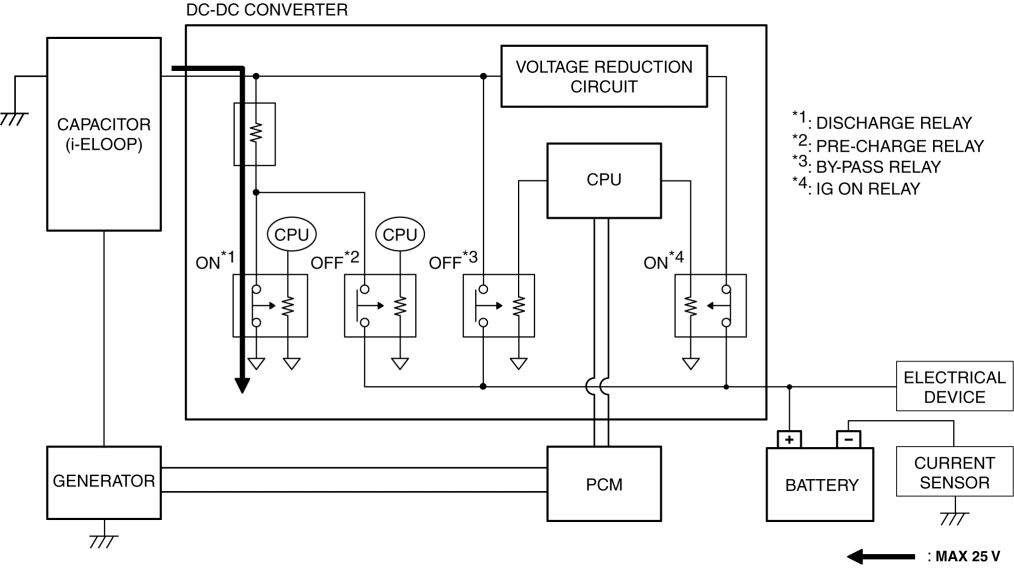 DC-DC CONVERTER
CAPACITOR
(i-ELOOP)
VOLTAGE REDUCTION
CIRCUIT
*1: DISCHARGE RELAY
*2: PRE-CHARGE RELAY
*3: BY-PASS RELAY
*4: IG ON RELAY
CPU
CPU
CPU
ON*1
OFF*2
OFF*3
ON*4
ELECTRICAL
DEVICE
+
−
GENERATOR
PCM
BATTERY
CURRENT
SENSOR
: MAX 25 V